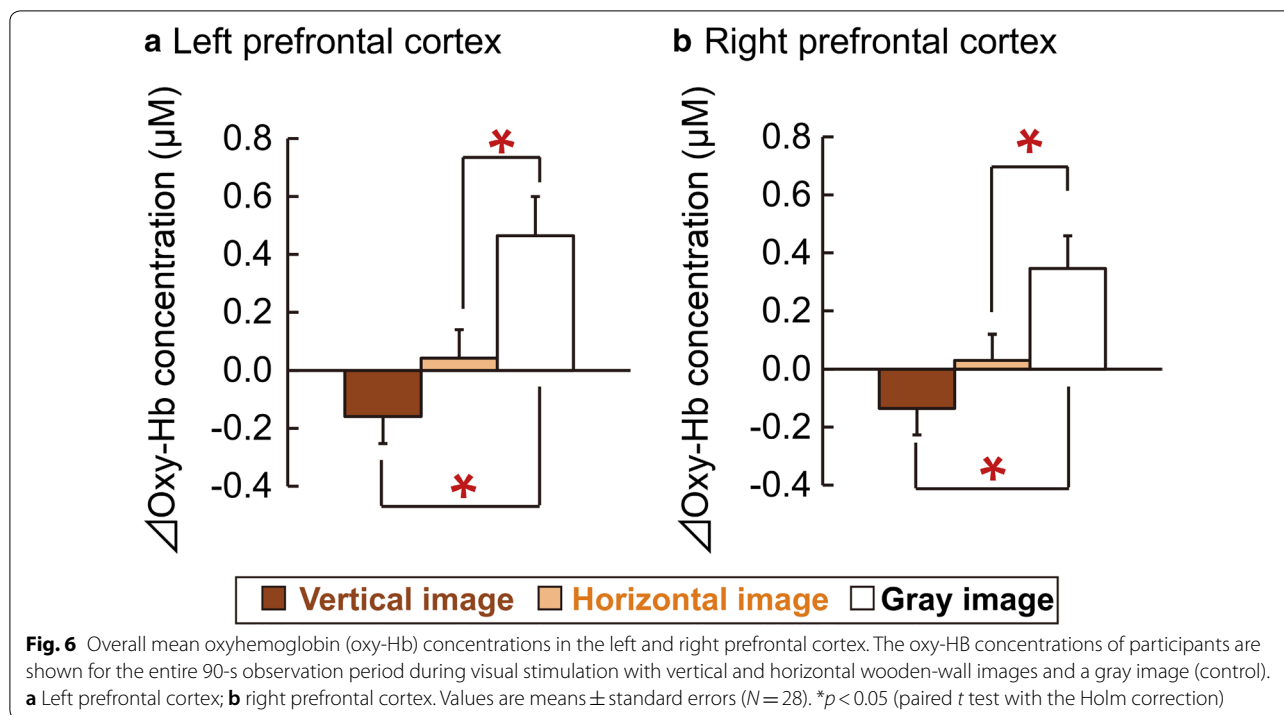 a Left prefrontal cortex
b Right prefrontal cortex
⊿Oxy-Hb concentration (μM)
0.8
0.6
0.4
0.2
0.0
-0.2
-0.4
*
*
⊿Oxy-Hb concentration (μM)
0.8
0.6
0.4
0.2
0.0
-0.2
-0.4
*
*
Vertical image Horizontal image Gray image
Fig. 6 Overall mean oxyhemoglobin (oxy-Hb) concentrations in the left and right prefrontal cortex. The oxy-HB concentrations of participants are
shown for the entire 90-s observation period during visual stimulation with vertical and horizontal wooden-wall images and a gray image (control).
a Left prefrontal cortex; b right prefrontal cortex. Values are means ± standard errors (N = 28). *p < 0.05 (paired t test with the Holm correction)